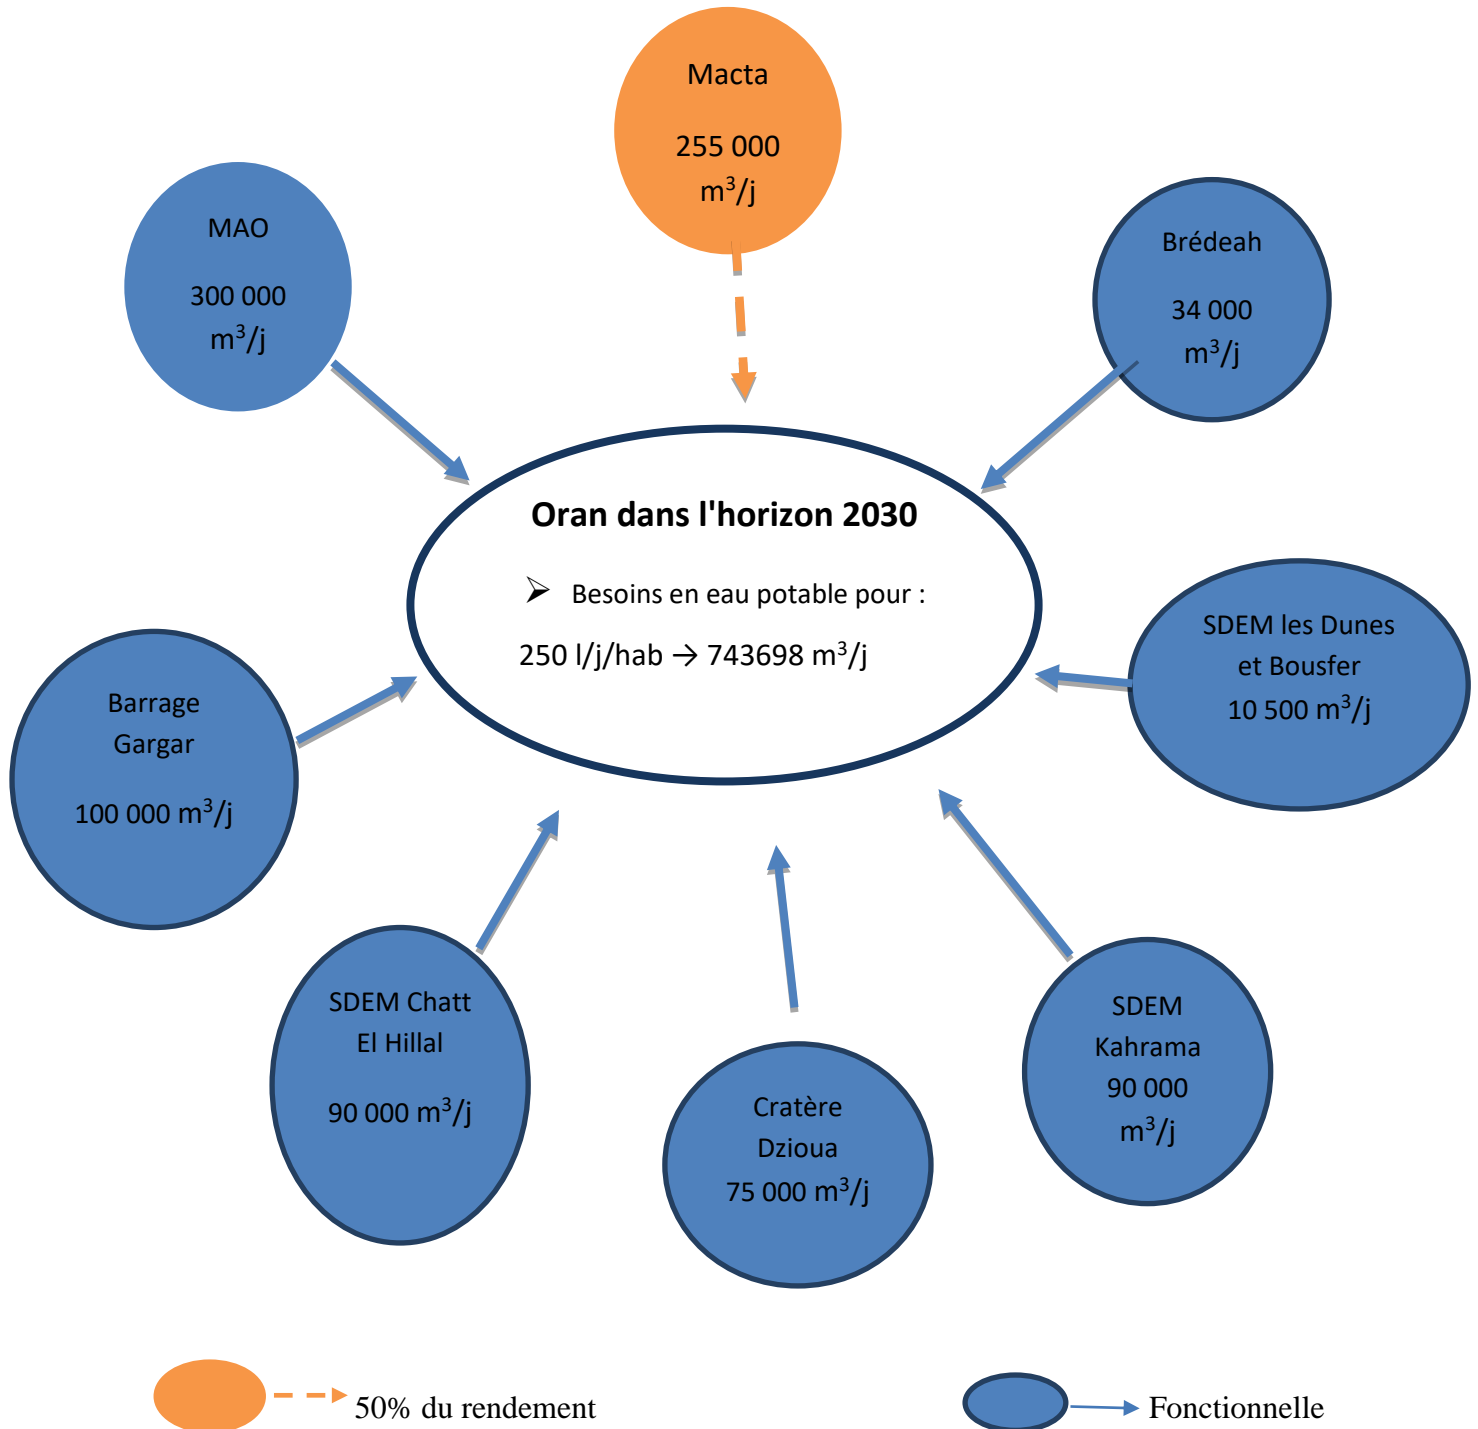 Macta
255 000
m³/j
MAO
300 000
m³/j
Brédeah
34 000
m³/j
Oran dans l'horizon 2030
➢ Besoins en eau potable pour :
250 l/j/hab → 743698 m³/j
SDEM les Dunes
et Bousfer
10 500 m³/j
Barrage
Gargar
100 000 m³/j
SDEM Chatt
El Hillal
90 000 m³/j
Cratère
Dzioua
75 000 m³/j
SDEM
Kahrama
90 000
m³/j
50% du rendement
Fonctionnelle